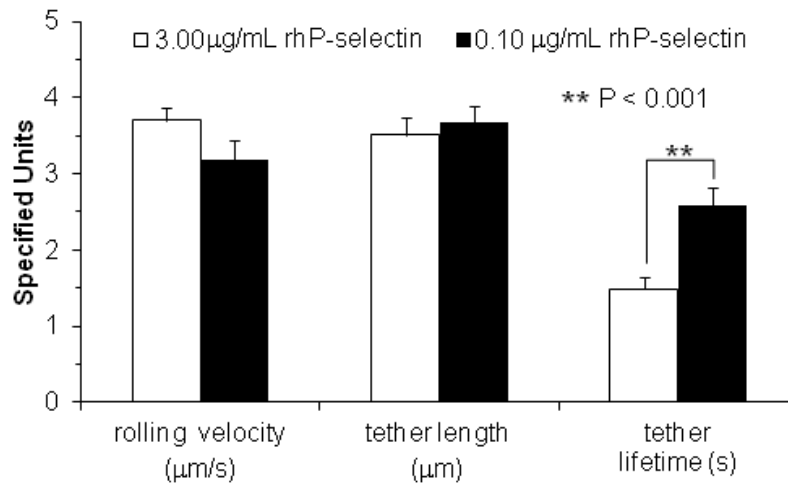 5
3.00µg/mL rhP-selectin 0.10 µg/mL rhP-selectin
4
** P < 0.001
**
3
2
1
0
Specified Units
rolling velocity
(µm/s)
tether length
(µm)
tether
lifetime (s)